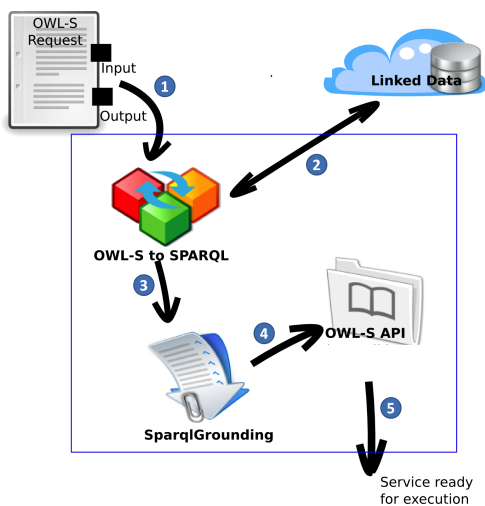 OWL-S
Request
Input
Output
1
Linked Data
2
OWL-S to SPARQL
3
4
OWL-S API
SparqlGrounding
5
Service ready
for execution